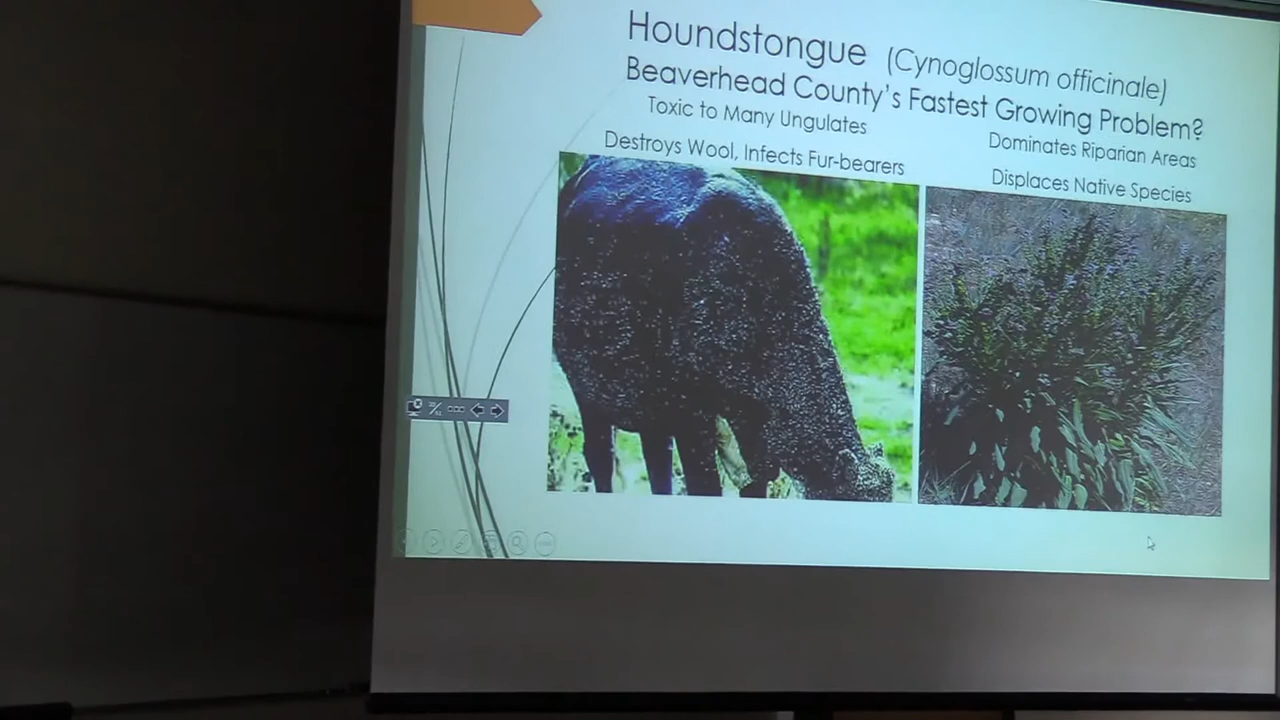 Houndstongue (Cynoglossum officinale)
Beaverhead County's Fastest Growing Problem?
Toxic to Many Ungulates
Destroys Wool, Infects Fur-bearers
Dominates Riparian Areas
Displaces Native Species